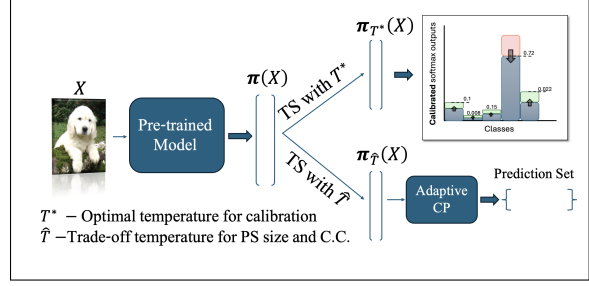 X
Pre-trained
Model
π(X)
TS with T*
π_{T*}(X)
Calibrated softmax outputs
0.1
0.008
0.15
0.72
0.022
Classes
TS with T̂
π_{T̂}(X)
Adaptive
CP
Prediction Set
T* – Optimal temperature for calibration
T̂ –Trade-off temperature for PS size and C.C.